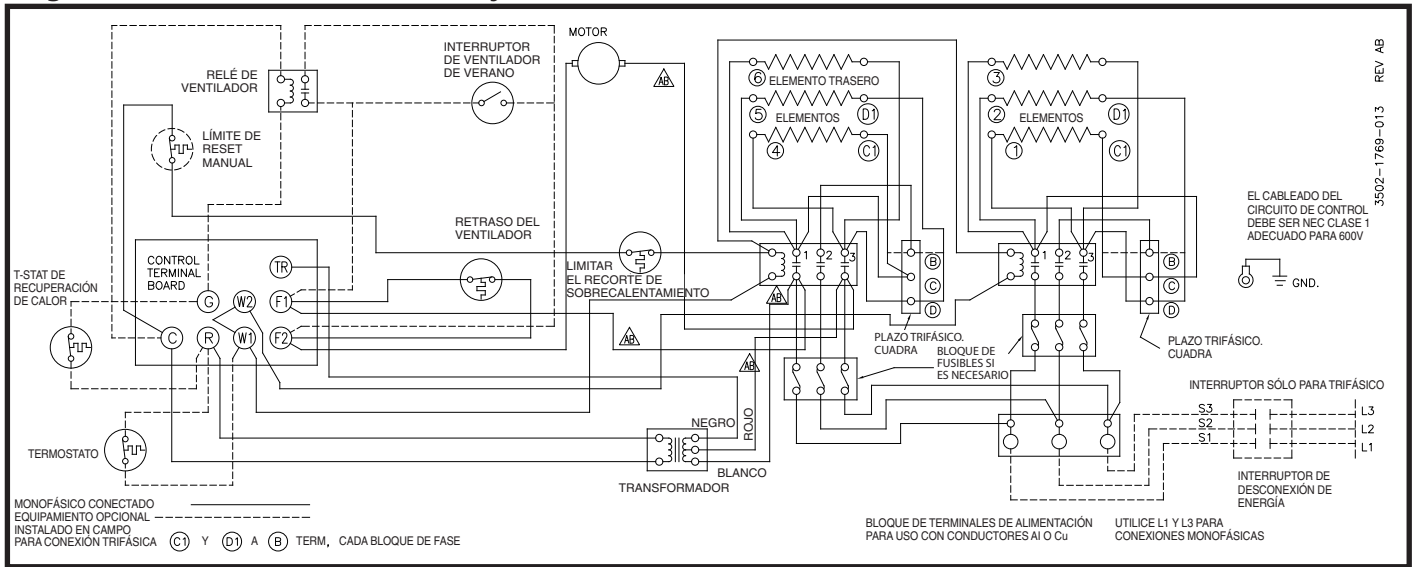 MOTOR
INTERRUPTOR
DE VENTILADOR
DE VERANO
RELÉ DE
VENTILADOR
LÍMITE DE
RESET
MANUAL
RETRASO DEL
VENTILADOR
T-STAT DE
RECUPERACIÓN
DE CALOR
CONTROL
TERMINAL
BOARD
TR
G
W2
F1
C
R
W1
F2
TERMOSTATO
LIMITAR
EL RECORTE DE
SOBRECALENTAMIENTO
AB
AB
AB
AB
6 ELEMENTO TRASERO
5 ELEMENTOS D1
4 C1
3
2 ELEMENTOS D1
1 C1
1 2 3
B
C
D
1 2 3
B
C
D
PLAZO TRIFÁSICO.
CUADRA
BLOQUE DE
FUSIBLES SI
ES NECESARIO
PLAZO TRIFÁSICO.
CUADRA
NEGRO
ROJO
BLANCO
TRANSFORMADOR
3502-1769-013 REV AB
EL CABLEADO DEL
CIRCUITO DE CONTROL
DEBE SER NEC CLASE 1
ADECUADO PARA 600V
GND.
INTERRUPTOR SÓLO PARA TRIFÁSICO
S3
S2
S1
L3
L2
L1
INTERRUPTOR DE
DESCONEXIÓN DE
ENERGÍA
MONOFÁSICO CONECTADO
EQUIPAMIENTO OPCIONAL
INSTALADO EN CAMPO
PARA CONEXIÓN TRIFÁSICA C1 Y D1 A B TERM, CADA BLOQUE DE FASE
BLOQUE DE TERMINALES DE ALIMENTACIÓN
PARA USO CON CONDUCTORES Al O Cu
UTILICE L1 Y L3 PARA
CONEXIONES MONOFÁSICAS